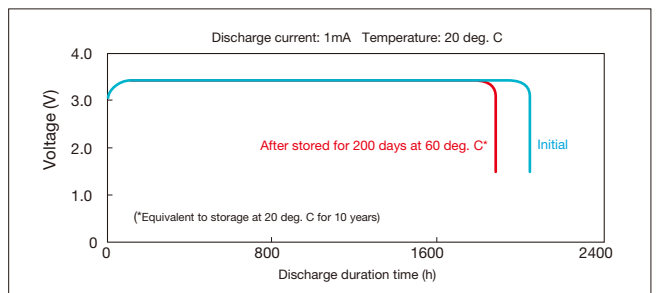 Discharge current: 1mA Temperature: 20 deg. C
4.0
3.0
2.0
1.0
0
Voltage (V)
After stored for 200 days at 60 deg. C*
Initial
(*Equivalent to storage at 20 deg. C for 10 years)
0 800 1600 2400
Discharge duration time (h)